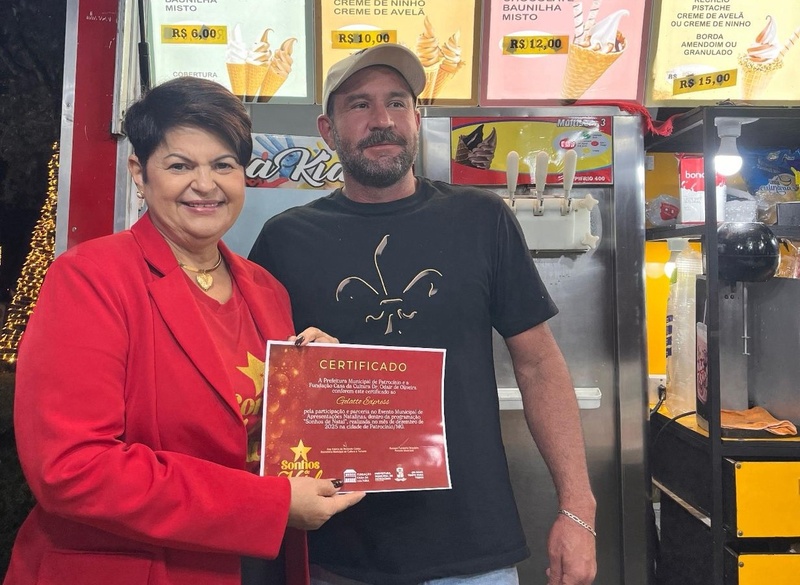 BAUNILHA
MISTO
R$ 6,00
COBERTURA
CREME DE NINHO
CREME DE AVELÃ
R$ 10,00
CHOCOLATE
BAUNILHA
MISTO
R$ 12,00
RECHEIO
PISTACHE
CREME DE AVELÃ
OU CREME DE NINHO
BORDA
AMENDOIM OU
GRANULADO
R$ 15,00
CERTIFICADO
A Prefeitura Municipal de Patrocínio e a
Fundação Casa da Cultura Dr. Odair de Oliveira
conferem este certificado ao
Gelatto Express
pela participação e parceria no Evento Municipal de
Apresentações Natalinas, dentro da programação
"Sonhos de Natal", realizada no mês de dezembro de
2025 na cidade de Patrocínio/MG.
Sonhos